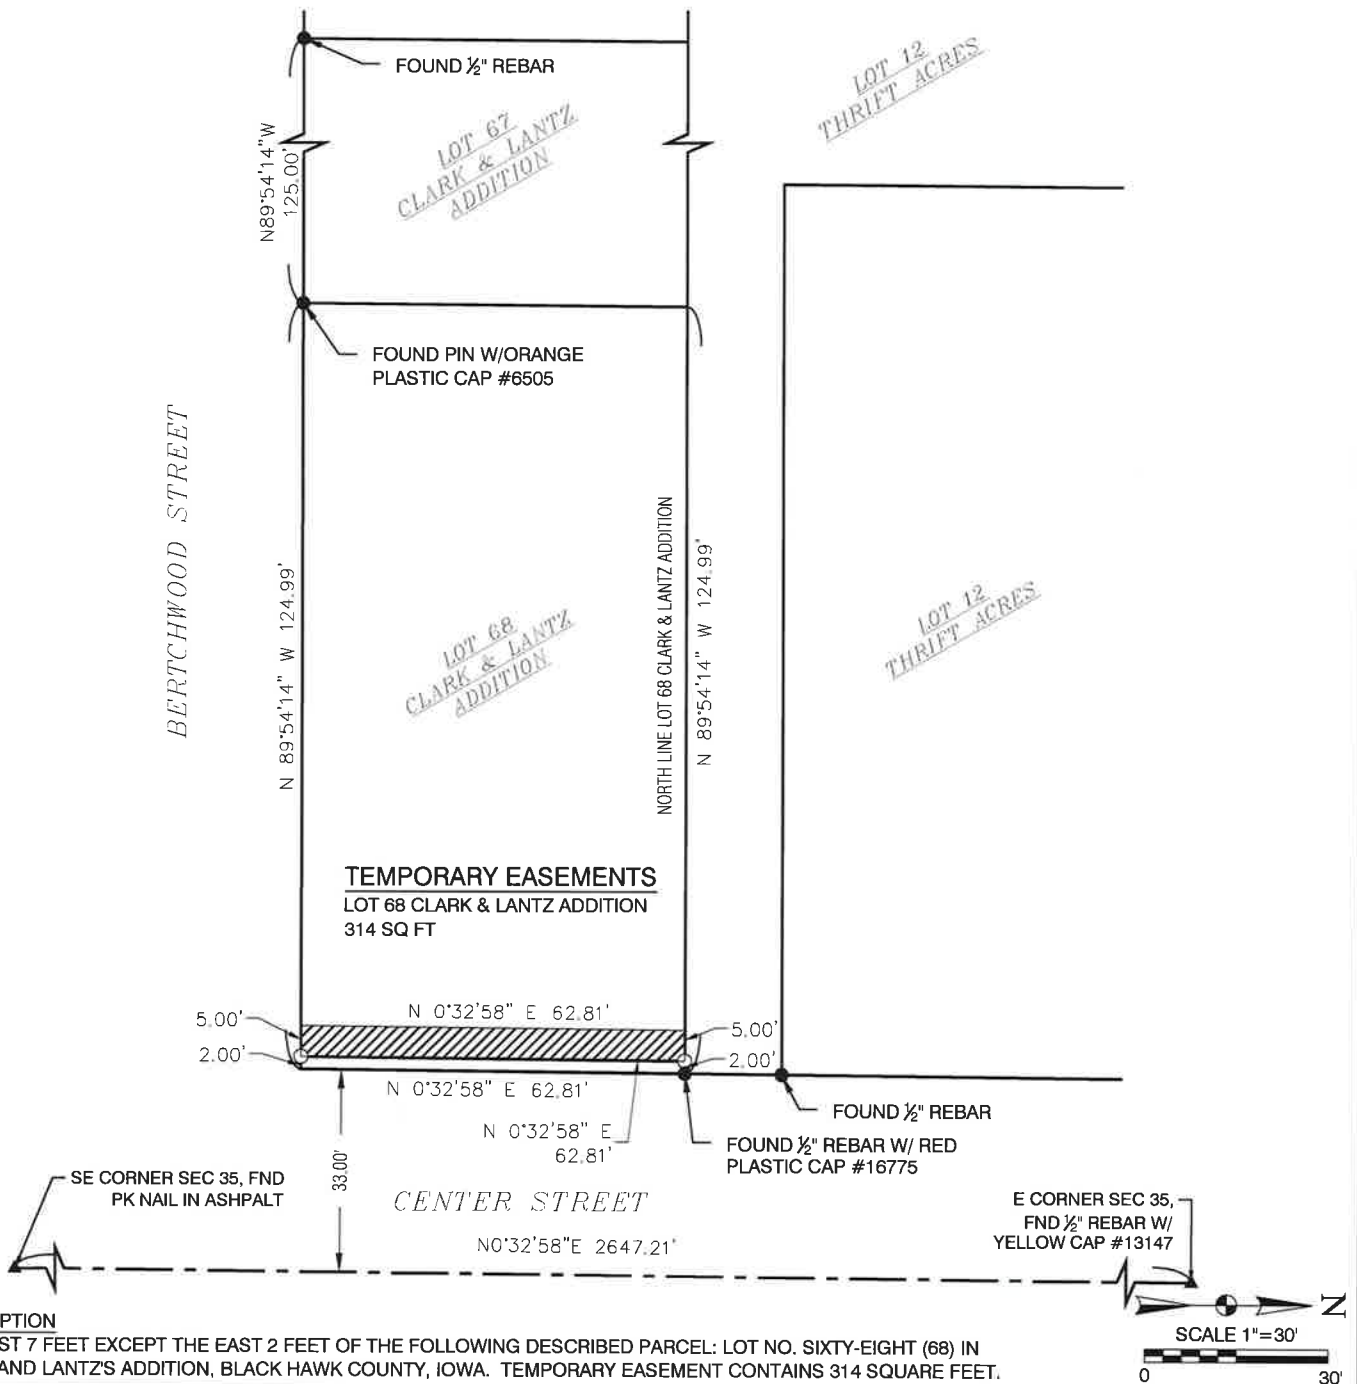 FOUND ½" REBAR
LOT 12
THRIFT ACRES
LOT 67
CLARK & LANTZ
ADDITION
N89°54'14"W
125.00'
FOUND PIN W/ORANGE
PLASTIC CAP #6505
BERTCHWOOD STREET
N 89°54'14" W 124.99'
NORTH LINE LOT 68 CLARK & LANTZ ADDITION
N 89°54'14" W 124.99'
LOT 68
CLARK & LANTZ
ADDITION
LOT 12
THRIFT ACRES
TEMPORARY EASEMENTS
LOT 68 CLARK & LANTZ ADDITION
314 SQ FT
N 0°32'58" E 62.81'
5.00'
5.00'
2.00'
2.00'
N 0°32'58" E 62.81'
FOUND ½" REBAR
N 0°32'58" E
62.81'
FOUND ½" REBAR W/ RED
PLASTIC CAP #16775
33.00'
SE CORNER SEC 35, FND
PK NAIL IN ASHPALT
CENTER STREET
E CORNER SEC 35,
FND ½" REBAR W/
YELLOW CAP #13147
N0°32'58"E 2647.21'
N
SCALE 1"=30'
0 30'
PTION
ST 7 FEET EXCEPT THE EAST 2 FEET OF THE FOLLOWING DESCRIBED PARCEL: LOT NO. SIXTY-EIGHT (68) IN
AND LANTZ'S ADDITION, BLACK HAWK COUNTY, IOWA. TEMPORARY EASEMENT CONTAINS 314 SQUARE FEET.